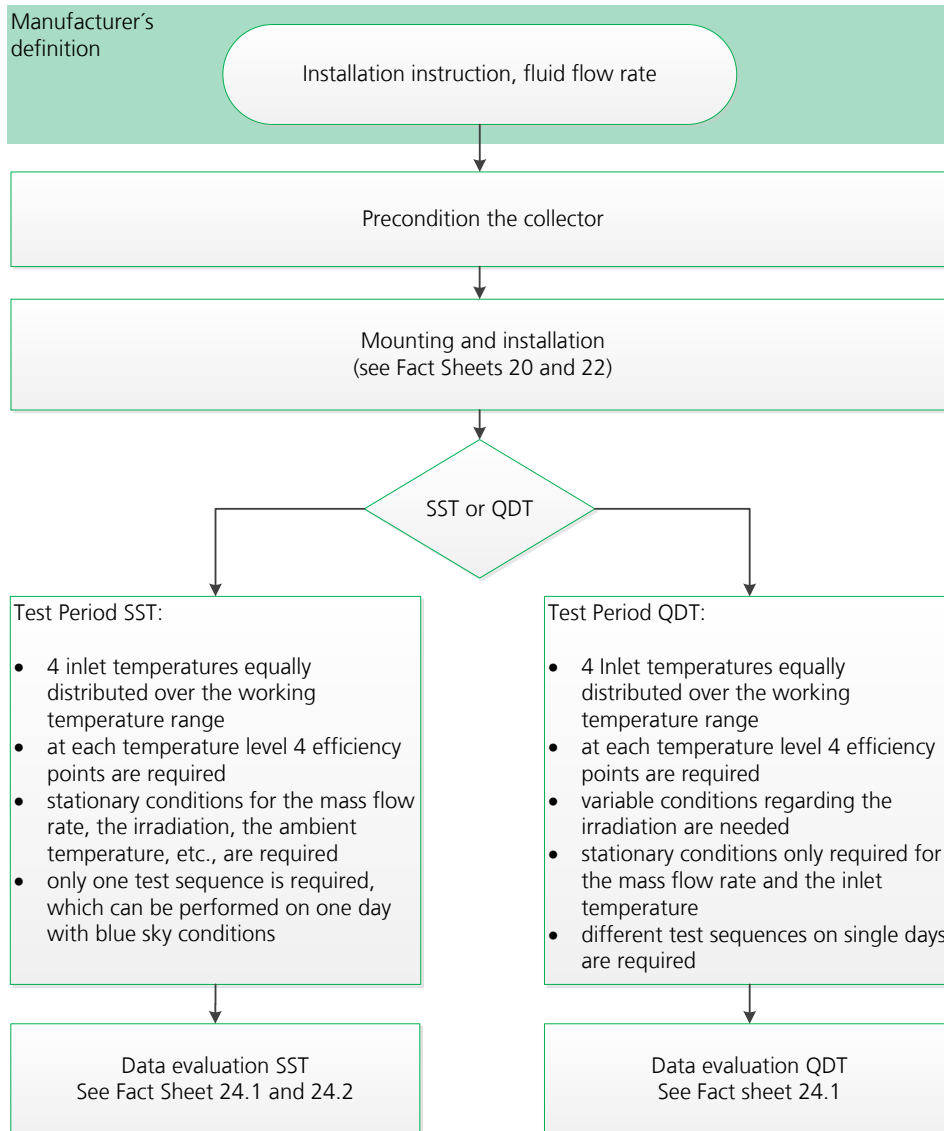 Manufacturer´s
definition
Installation instruction, fluid flow rate
Precondition the collector
Mounting and installation
(see Fact Sheets 20 and 22)
SST or QDT
Test Period SST:
• 4 inlet temperatures equally
distributed over the working
temperature range
• at each temperature level 4 efficiency
points are required
• stationary conditions for the mass flow
rate, the irradiation, the ambient
temperature, etc., are required
• only one test sequence is required,
which can be performed on one day
with blue sky conditions
Test Period QDT:
• 4 Inlet temperatures equally
distributed over the working
temperature range
• at each temperature level 4 efficiency
points are required
• variable conditions regarding the
irradiation are needed
• stationary conditions only required for
the mass flow rate and the inlet
temperature
• different test sequences on single days
are required
Data evaluation SST
See Fact Sheet 24.1 and 24.2
Data evaluation QDT
See Fact sheet 24.1